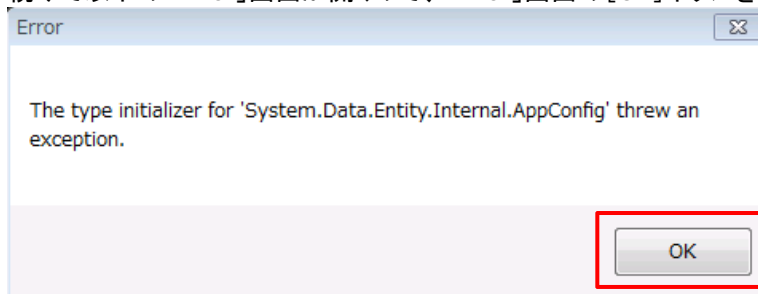 Error
The type initializer for 'System.Data.Entity.Internal.AppConfig' threw an
exception.
OK